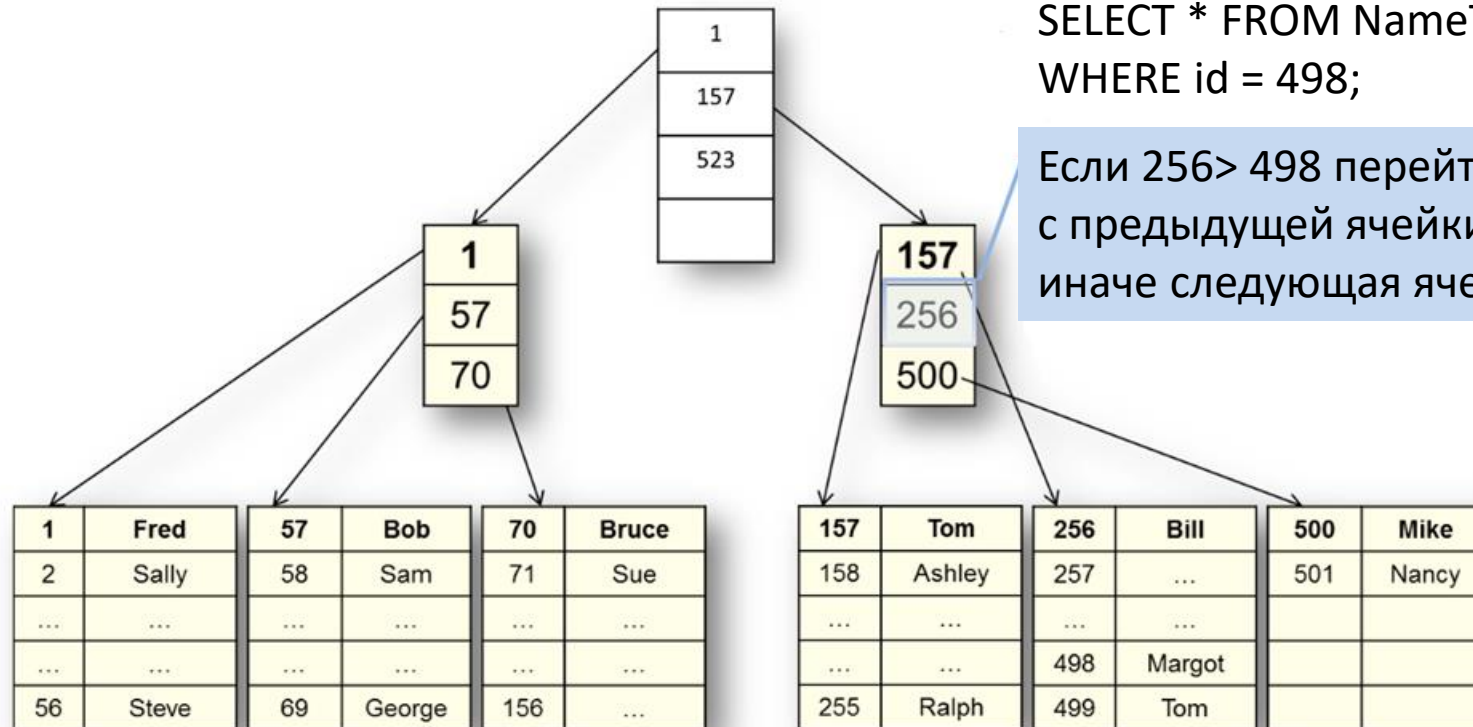 SELECT * FROM Name
WHERE id = 498;
Если 256> 498
с предыдущей ячейки
иначе следующая
1
157
523
1
57
70
157
256
500
1 Fred 57 Bob 70 Bruce 157 Tom 256 Bill 500 Mike
2 Sally 58 Sam 71 Sue 158 Ashley 257 ... 501 Nancy
... ... ... ... ... ... ... ... ... ...
... ... ... ... ... ... ... ... 498 Margot
56 Steve 69 George 156 ... 255 Ralph 499 Tom